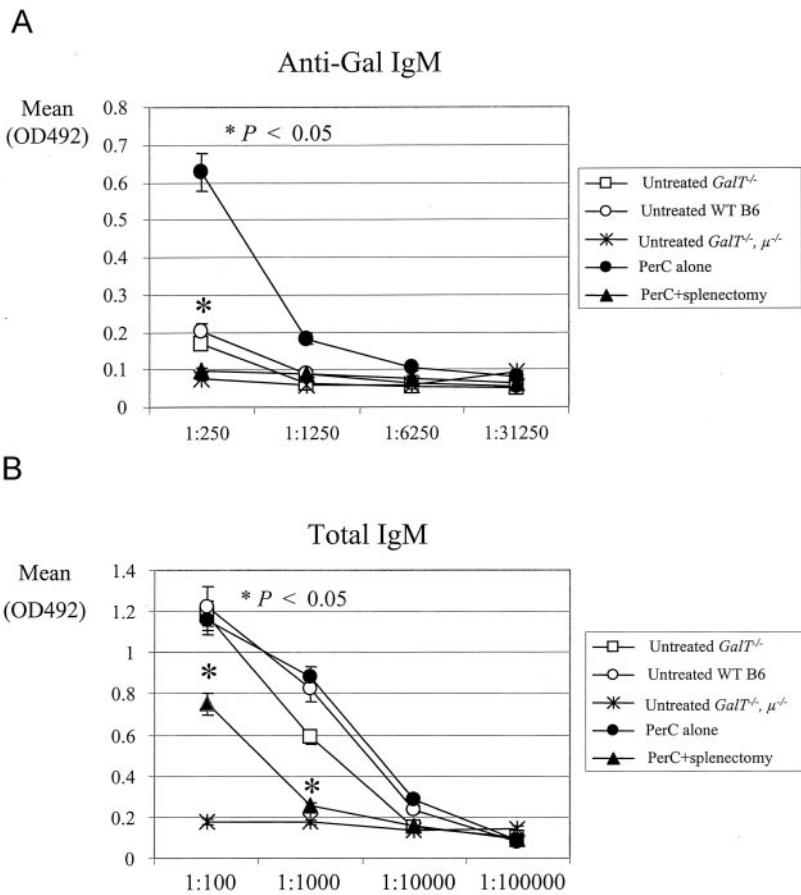 A
Anti-Gal IgM
Mean
(OD492)
0.8
0.7
0.6
0.5
0.4
0.3
0.2
0.1
0
* P < 0.05
*
1:250 1:1250 1:6250 1:31250
Untreated GalT-/-
Untreated WT B6
Untreated GalT-/-, μ-/-
PerC alone
PerC+splenectomy
B
Total IgM
Mean
(OD492)
1.4
1.2
1
0.8
0.6
0.4
0.2
0
* P < 0.05
*
*
1:100 1:1000 1:10000 1:100000
Untreated GalT-/-
Untreated WT B6
Untreated GalT-/-, μ-/-
PerC alone
PerC+splenectomy